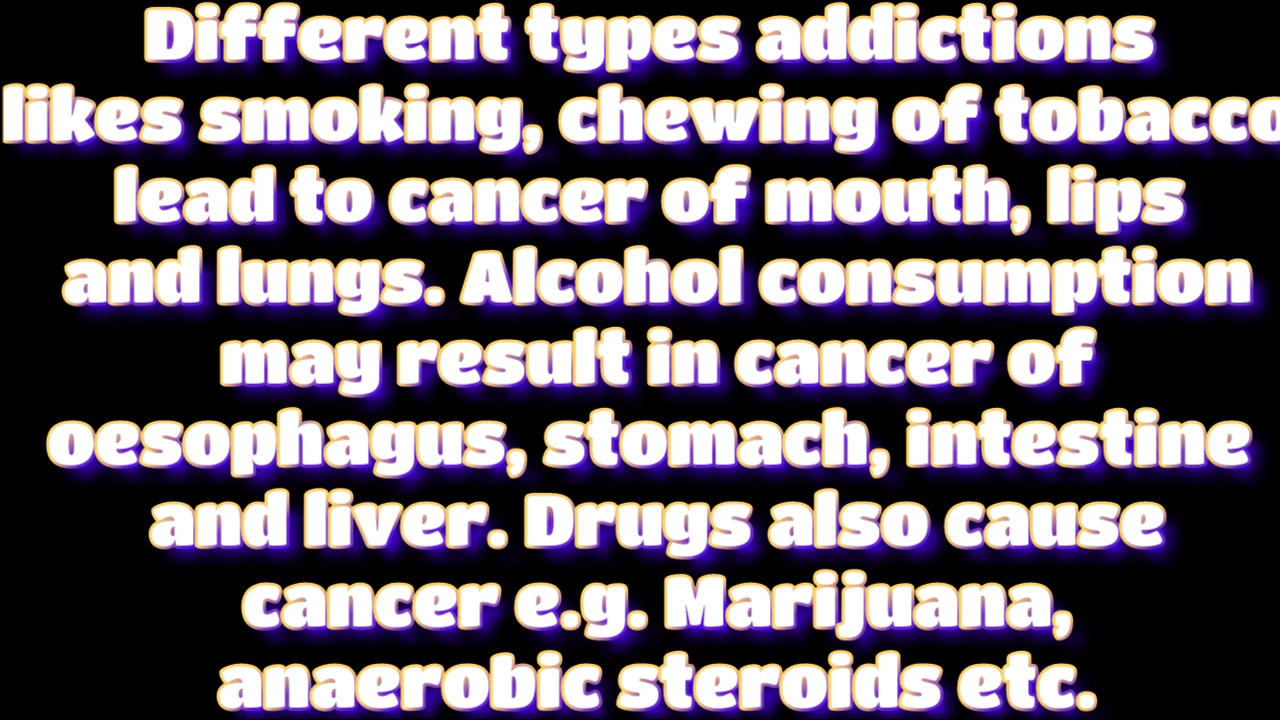 Different types addictions
likes smoking, chewing of tobacco
lead to cancer of mouth, lips
and lungs. Alcohol consumption
may result in cancer of
oesophagus, stomach, intestine
and liver. Drugs also cause
cancer e.g. Marijuana,
anaerobic steroids etc.